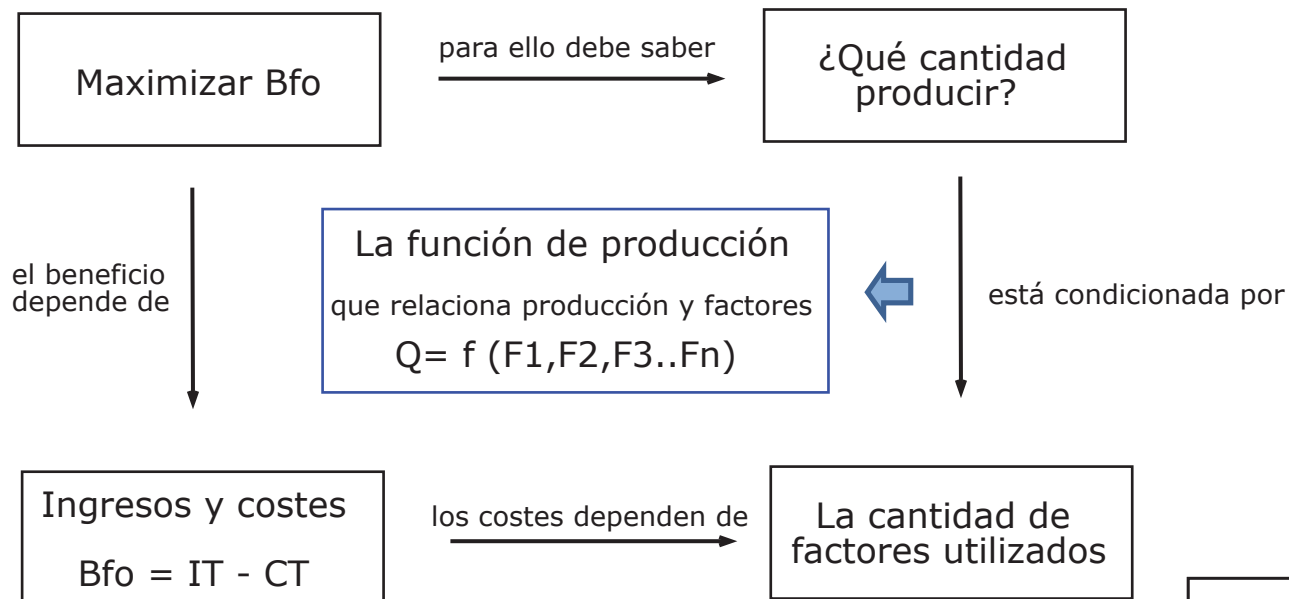 Maximizar Bfo
para ello debe saber
¿Qué cantidad
producir?
el beneficio
depende de
La función de producción
que relaciona producción y factores
Q= f (F1,F2,F3..Fn)
está condicionada por
Ingresos y costes
Bfo = IT - CT
los costes dependen de
La cantidad de
factores utilizados